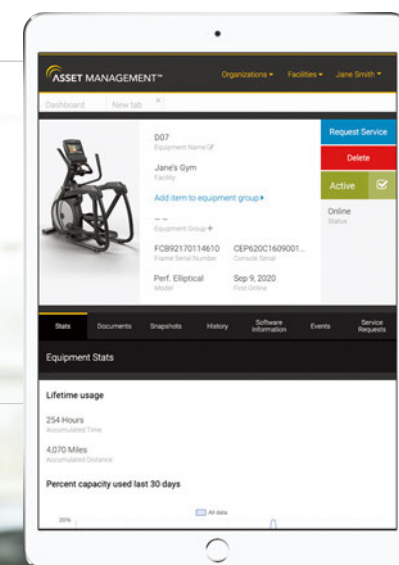 ASSET MANAGEMENT™
Organizations Facilities Jane Smith
Dashboard New tab ×
D07
Equipment Name
Jane's Gym
Facility
Add item to equipment group
– –
Equipment Group +
FCB92170114610 CEP620C1609001...
Frame Serial Number Console Serial
Perf. Elliptical Sep 9, 2020
Model First Online
Request Service
Delete
Active
Online
Status
Stats Documents Snapshots History Software Information Events Service Requests
Equipment Stats
Lifetime usage
254 Hours
Accumulated Time
4,070 Miles
Accumulated Distance
Percent capacity used last 30 days
All data
30%